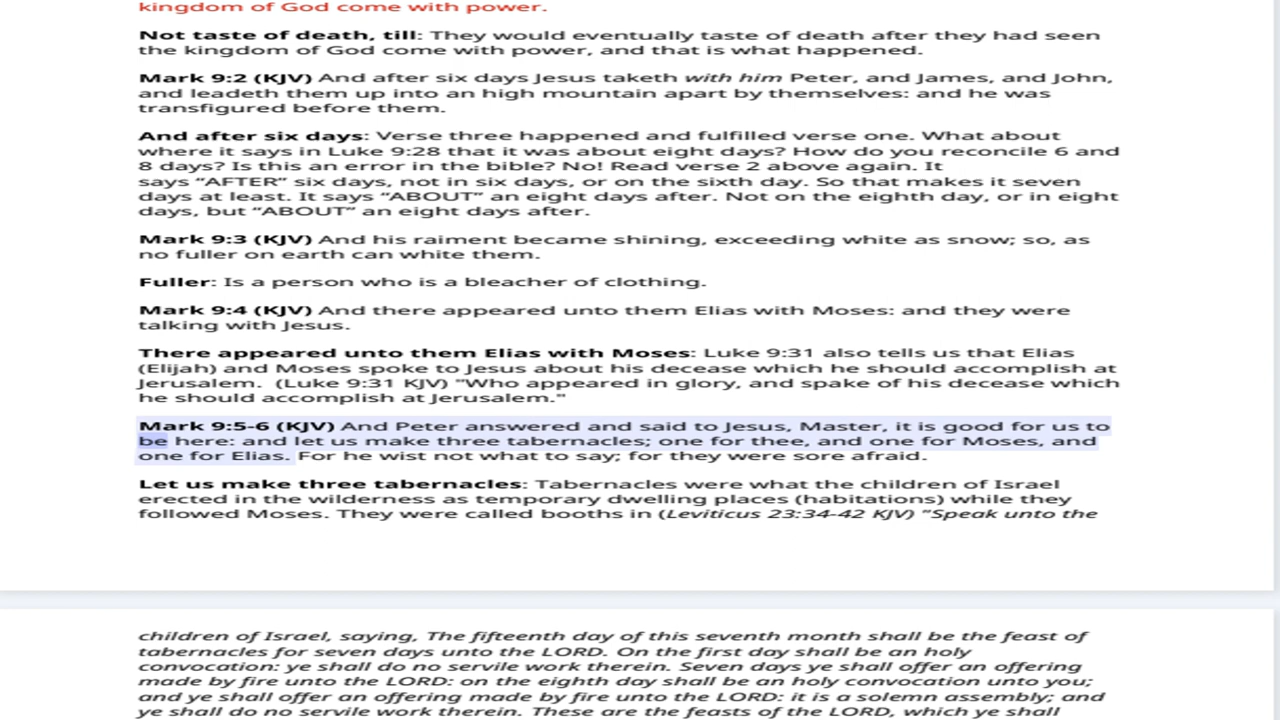 kingdom of God come with power.
Not taste of death, till: They would eventually taste of death after they had seen
the kingdom of God come with power, and that is what happened.
Mark 9:2 (KJV) And after six days Jesus taketh with him Peter, and James, and John,
and leadeth them up into an high mountain apart by themselves: and he was
transfigured before them.
And after six days: Verse three happened and fulfilled verse one. What about
where it says in Luke 9:28 that it was about eight days? How do you reconcile 6 and
8 days? Is this an error in the bible? No! Read verse 2 above again. It
says “AFTER” six days, not in six days, or on the sixth day. So that makes it seven
days at least. It says “ABOUT” an eight days after. Not on the eighth day, or in eight
days, but “ABOUT” an eight days after.
Mark 9:3 (KJV) And his raiment became shining, exceeding white as snow; so, as
no fuller on earth can white them.
Fuller: Is a person who is a bleacher of clothing.
Mark 9:4 (KJV) And there appeared unto them Elias with Moses: and they were
talking with Jesus.
There appeared unto them Elias with Moses: Luke 9:31 also tells us that Elias
(Elijah) and Moses spoke to Jesus about his decease which he should accomplish at
Jerusalem.  (Luke 9:31 KJV) "Who appeared in glory, and spake of his decease which
he should accomplish at Jerusalem."
Mark 9:5-6 (KJV) And Peter answered and said to Jesus, Master, it is good for us to
be here: and let us make three tabernacles; one for thee, and one for Moses, and
one for Elias. For he wist not what to say; for they were sore afraid.
Let us make three tabernacles: Tabernacles were what the children of Israel
erected in the wilderness as temporary dwelling places (habitations) while they
followed Moses. They were called booths in (Leviticus 23:34-42 KJV) “Speak unto the
children of Israel, saying, The fifteenth day of this seventh month shall be the feast of
tabernacles for seven days unto the LORD. On the first day shall be an holy
convocation: ye shall do no servile work therein. Seven days ye shall offer an offering
made by fire unto the LORD: on the eighth day shall be an holy convocation unto you;
and ye shall offer an offering made by fire unto the LORD: it is a solemn assembly; and
ye shall do no servile work therein. These are the feasts of the LORD, which ye shall